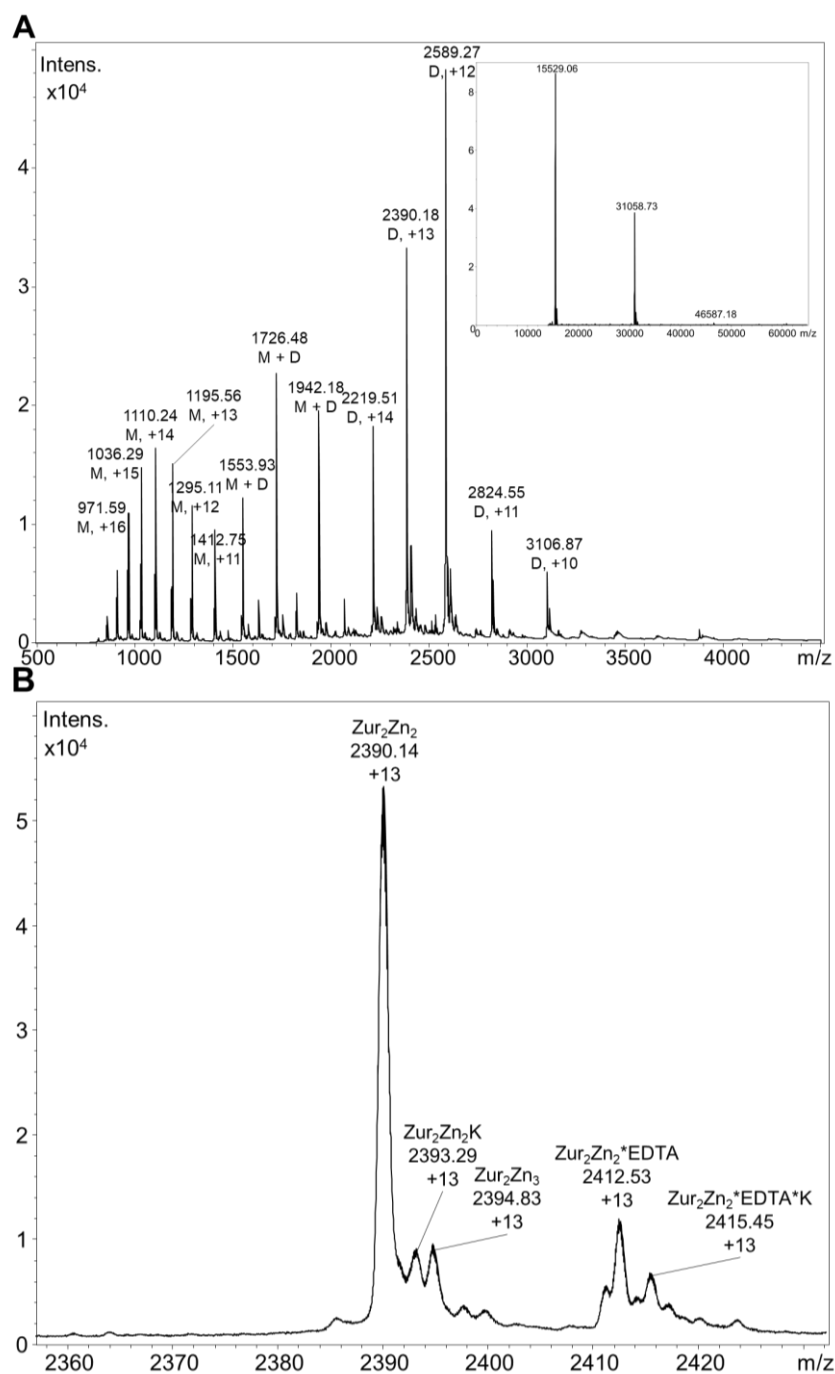 A
Intens.
x10⁴
2589.27
D, +12
2390.18
D, +13
1726.48
M + D
1942.18
M + D
2219.51
D, +14
1195.56
M, +13
1110.24
M, +14
1036.29
M, +15
971.59
M, +16
1295.11
M, +12
1412.75
M, +11
1553.93
M + D
2824.55
D, +11
3106.87
D, +10
4
3
2
1
0
500 1000 1500 2000 2500 3000 3500 4000 m/z
15529.06
31058.73
46587.18
8
6
4
2
0 10000 20000 30000 40000 50000 60000 m/z
B
Intens.
x10⁴
Zur₂Zn₂
2390.14
+13
Zur₂Zn₂K
2393.29
+13
Zur₂Zn₃
2394.83
+13
Zur₂Zn₂*EDTA
2412.53
+13
Zur₂Zn₂*EDTA*K
2415.45
+13
5
4
3
2
1
0
2360 2370 2380 2390 2400 2410 2420 m/z